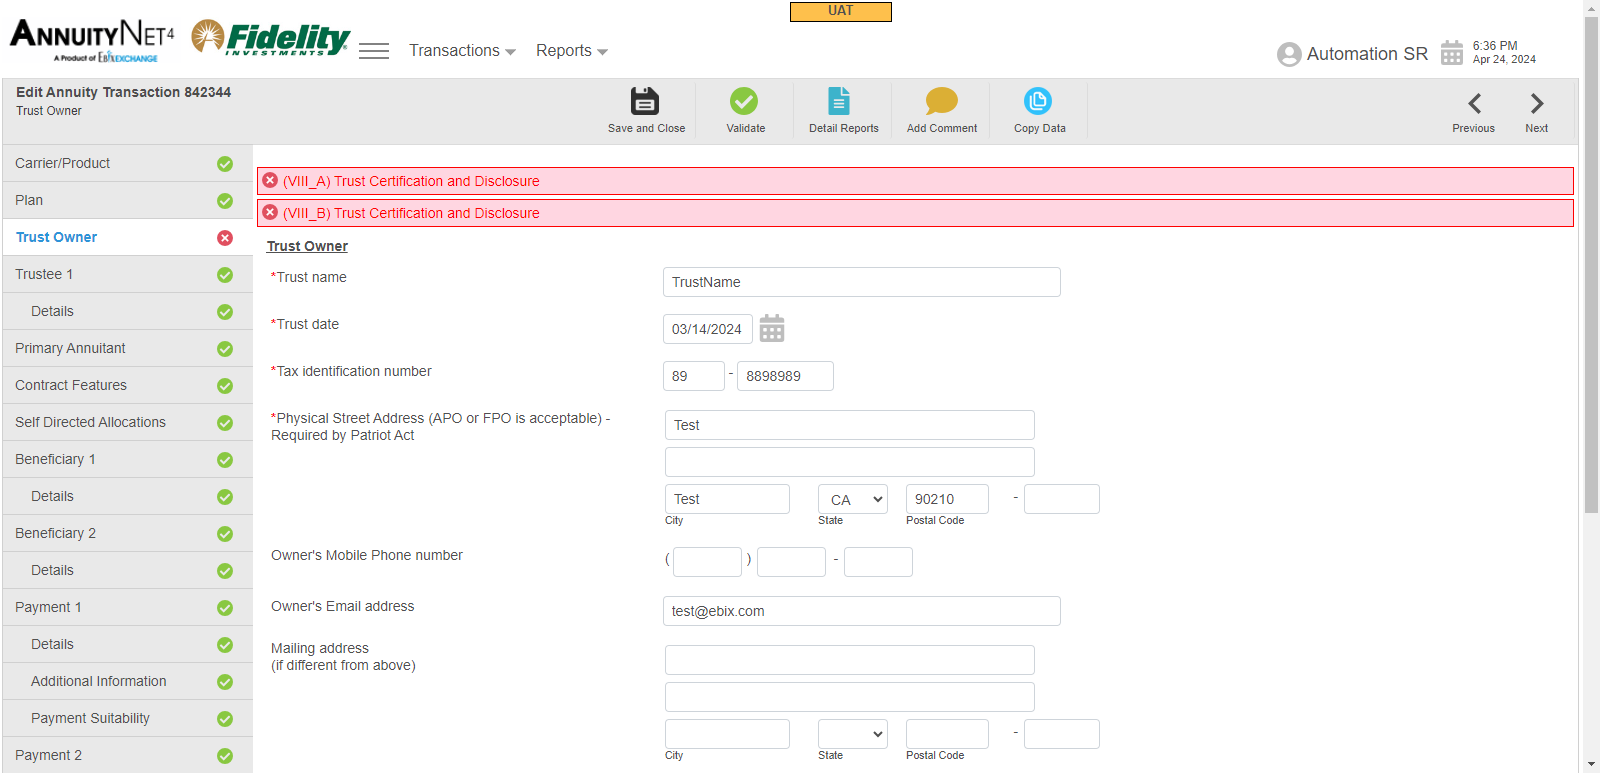 UAT
ANNUITYNET4
A Product of EbixEXCHANGE
Fidelity
INVESTMENTS
Transactions
Reports
Automation SR
6:36 PM
Apr 24, 2024
Edit Annuity Transaction 842344
Trust Owner
Save and Close
Validate
Detail Reports
Add Comment
Copy Data
Previous
Next
Carrier/Product
Plan
Trust Owner
Trustee 1
Details
Primary Annuitant
Contract Features
Self Directed Allocations
Beneficiary 1
Details
Beneficiary 2
Details
Payment 1
Details
Additional Information
Payment Suitability
Payment 2
(VIII_A) Trust Certification and Disclosure
(VIII_B) Trust Certification and Disclosure
Trust Owner
*Trust name
TrustName
*Trust date
03/14/2024
*Tax identification number
89 - 8898989
*Physical Street Address (APO or FPO is acceptable) -
Required by Patriot Act
Test
Test CA 90210 -
City State Postal Code
Owner's Mobile Phone number
( ) -
Owner's Email address
test@ebix.com
Mailing address
(if different from above)
-
City State Postal Code